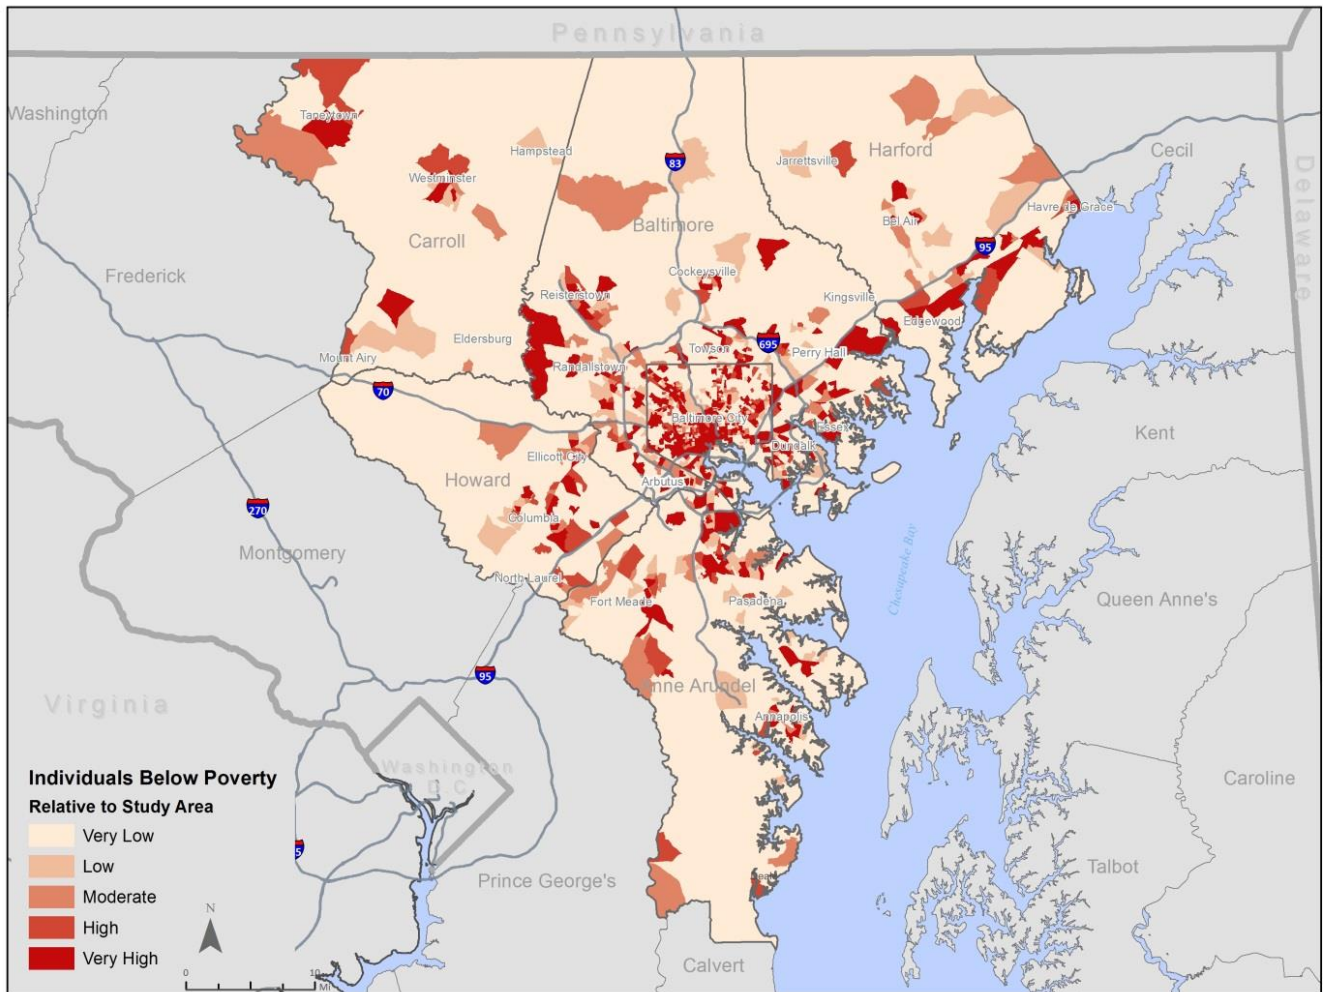 Pennsylvania
Washington
Taneytown
Hampstead
83
Jarrettsville
Harford
Cecil
Delaware
Westminster
Carroll
Baltimore
Bel Air
Havre de Grace
95
Frederick
Cockeysville
Reisterstown
Kingsville
Edgewood
Eldersburg
Mount Airy
Towson
695
Perry Hall
Randallstown
70
Baltimore City
Essex
Kent
Dundalk
Ellicott City
Howard
Arbutus
270
Columbia
Montgomery
Chesapeake Bay
North Laurel
Fort Meade
Pasadena
Queen Anne's
95
Anne Arundel
Virginia
Annapolis
Individuals Below Poverty
Relative to Study Area
Very Low
Low
Moderate
High
Very High
Washington
D.C.
5
Caroline
Talbot
Prince George's
Calvert
N
0
10
MI